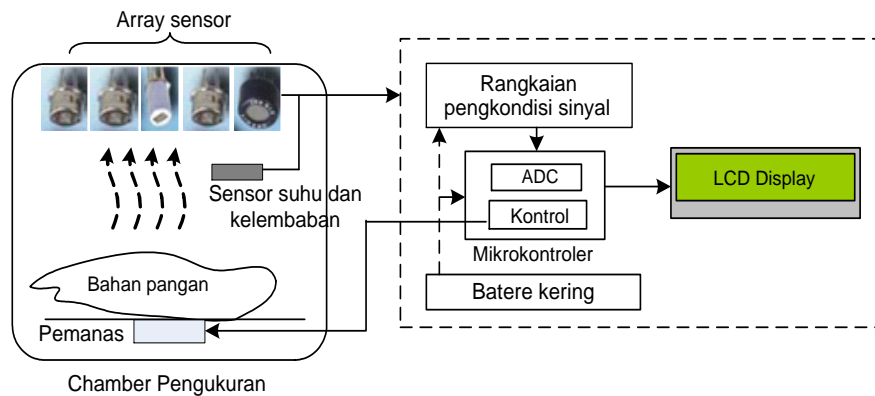 Array sensor
Sensor suhu dan
kelembaban
Bahan pangan
Pemanas
Chamber Pengukuran
Rangkaian
pengkondisi sinyal
ADC
Kontrol
Mikrokontroler
Batere kering
LCD Display